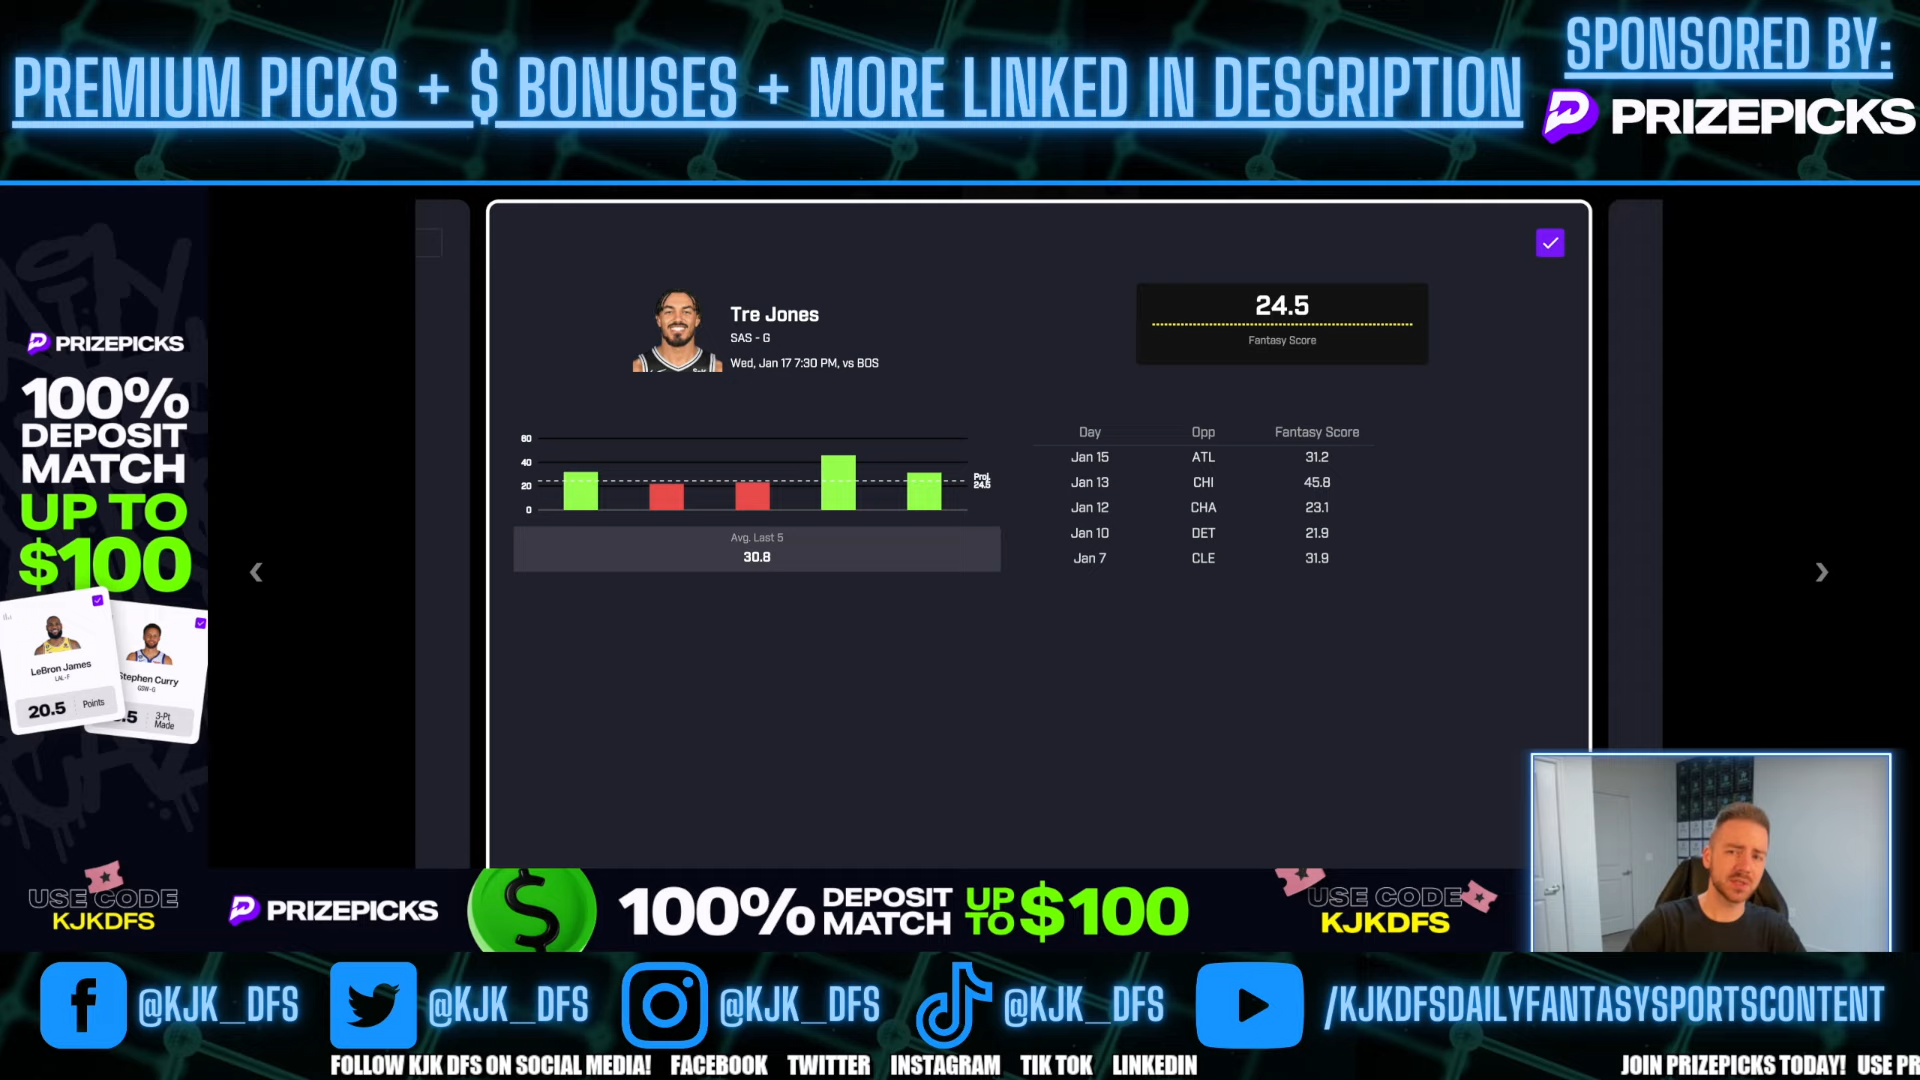 PREMIUM PICKS + $ BONUSES + MORE LINKED IN DESCRIPTION
SPONSORED BY:
PRIZEPICKS
PRIZEPICKS
100%
DEPOSIT
MATCH
UP TO
$100
LeBron James
LAL-F
20.5 Points
Stephen Curry
GSW-G
.5 3-Pt
Made
USE CODE
KJKDFS
Tre Jones
SAS - G
Wed, Jan 17 7:30 PM, vs BOS
24.5
Fantasy Score
60
40
20
0
Proj.
24.5
Avg. Last 5
30.8
Day Opp Fantasy Score
Jan 15 ATL 31.2
Jan 13 CHI 45.8
Jan 12 CHA 23.1
Jan 10 DET 21.9
Jan 7 CLE 31.9
PRIZEPICKS
100% DEPOSIT
MATCH
UP
TO
$100
USE CODE
KJKDFS
@KJK_DFS
@KJK_DFS
@KJK_DFS
@KJK_DFS
/KJKDFSDAILYFANTASYSPORTSCONTENT
FOLLOW KJK DFS ON SOCIAL MEDIA! FACEBOOK TWITTER INSTAGRAM TIK TOK LINKEDIN
JOIN PRIZEPICKS TODAY! USE PR